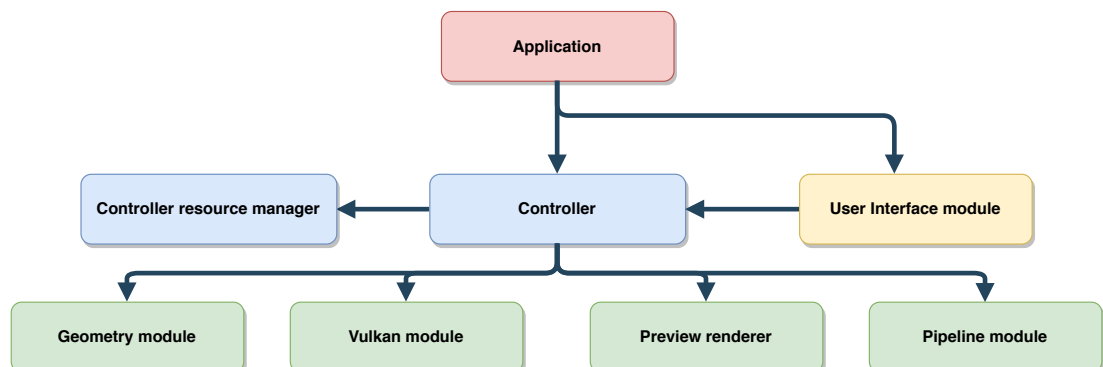 Application
Controller resource manager
Controller
User Interface module
Geometry module
Vulkan module
Preview renderer
Pipeline module